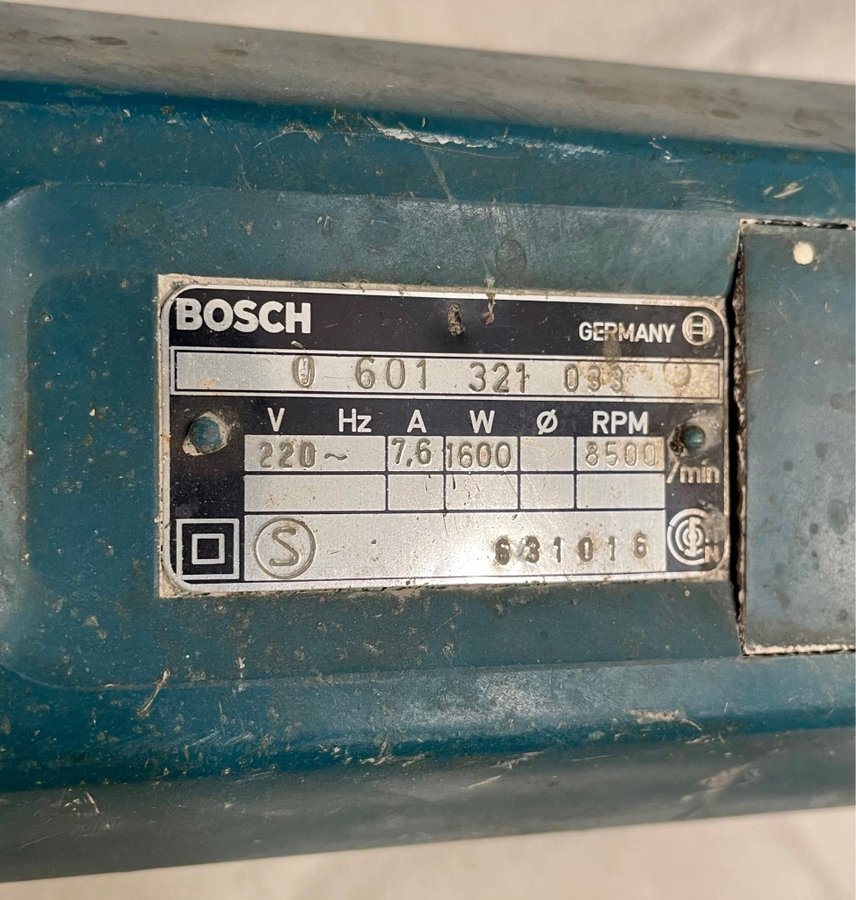 BOSCH GERMANY
0 601 321 033
V Hz A W Ø RPM
220~ 7,6 1600 8500 /min
S 631016 N